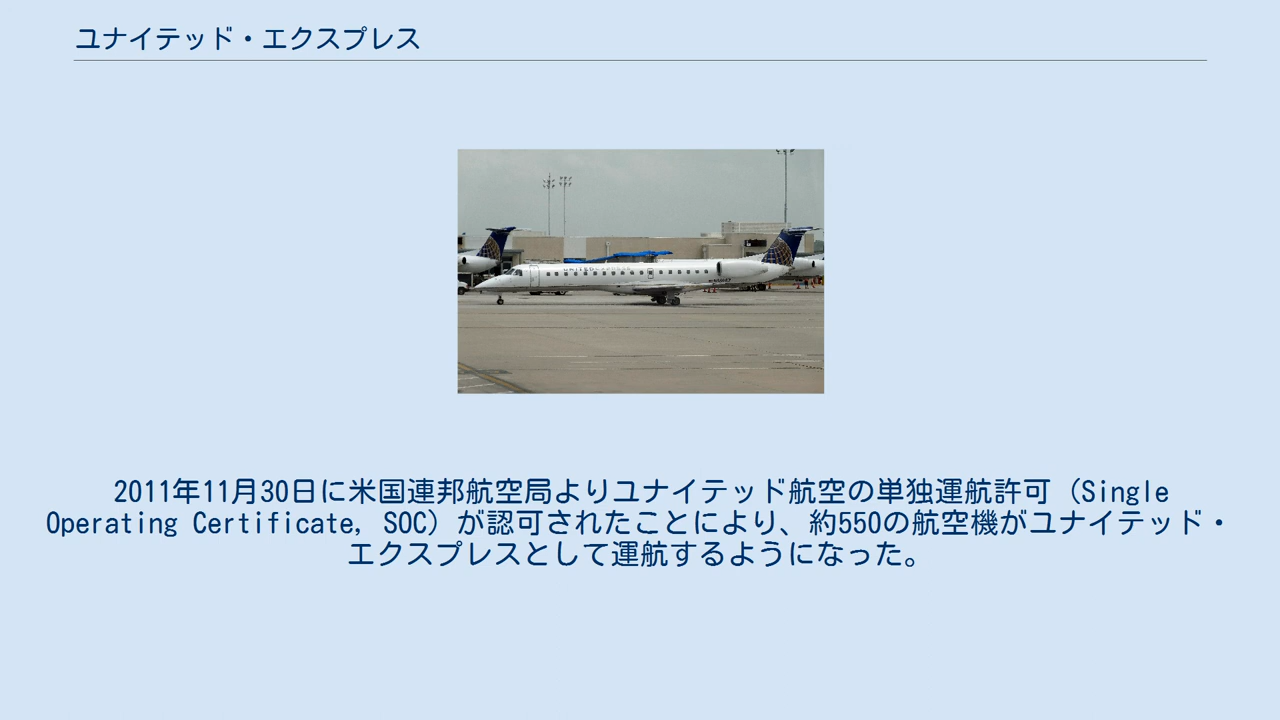 ユナイテッド・エクスプレス
2011年11月30日に米国連邦航空局よりユナイテッド航空の単独運航許可（Single
Operating Certificate, SOC）が認可されたことにより、約550の航空機がユナイテッド・
エクスプレスとして運航するようになった。